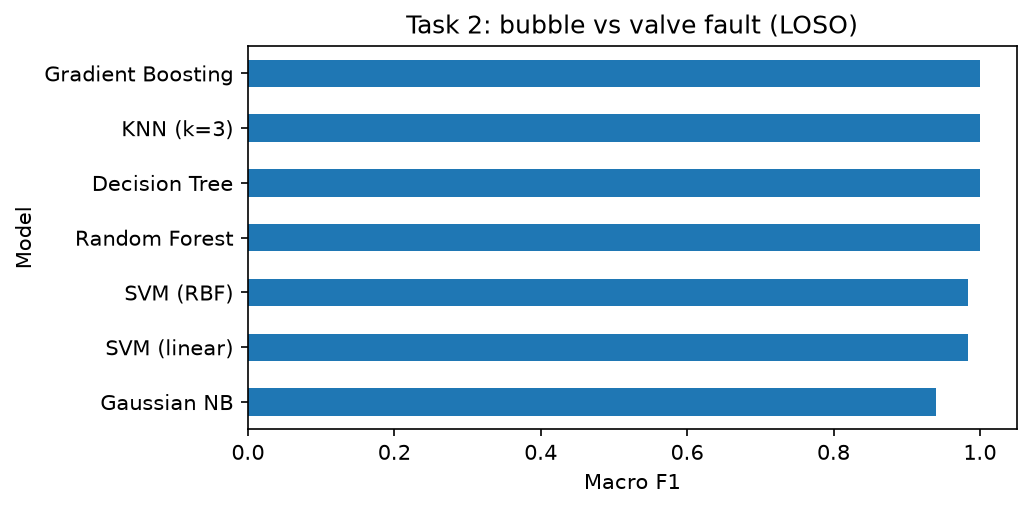 Task 2: bubble vs valve fault (LOSO)
Model
Gradient Boosting
KNN (k=3)
Decision Tree
Random Forest
SVM (RBF)
SVM (linear)
Gaussian NB
0.0 0.2 0.4 0.6 0.8 1.0
Macro F1